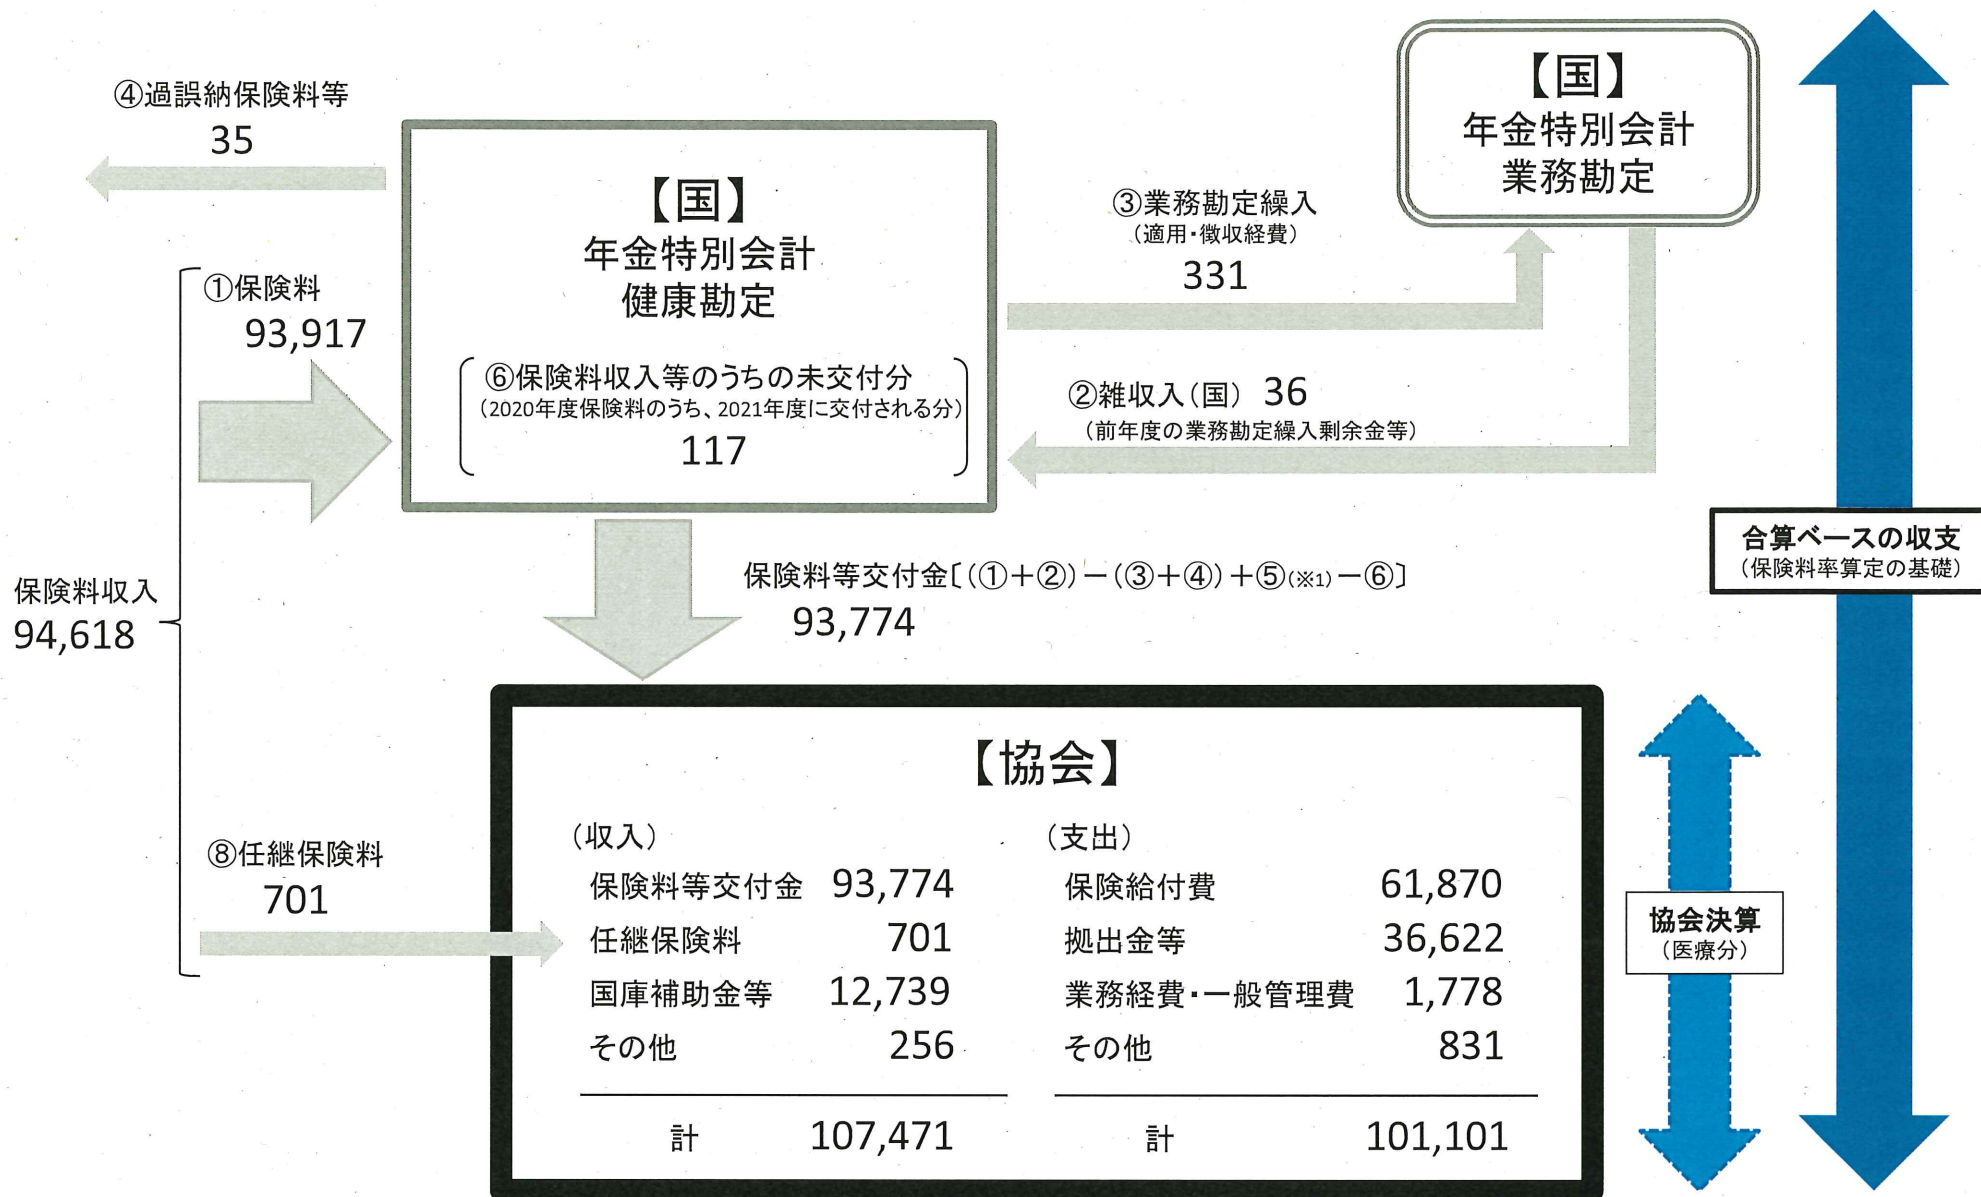 ④過誤納保険料等
35
【国】
年金特別会計
業務勘定
【国】
年金特別会計
健康勘定
⑥保険料収入等のうちの未交付分
(2020年度保険料のうち、2021年度に交付される分)
117
③業務勘定繰入
(適用・徴収経費)
331
②雑収入(国) 36
(前年度の業務勘定繰入剰余金等)
①保険料
93,917
保険料収入
94,618
保険料等交付金〔(①+②)-(③+④)+⑤(※1)-⑥〕
93,774
合算ベースの収支
(保険料率算定の基礎)
⑧任継保険料
701
【協会】
(収入)
保険料等交付金 93,774
任継保険料 701
国庫補助金等 12,739
その他 256
計 107,471
(支出)
保険給付費 61,870
拠出金等 36,622
業務経費・一般管理費 1,778
その他 831
計 101,101
協会決算
(医療分)